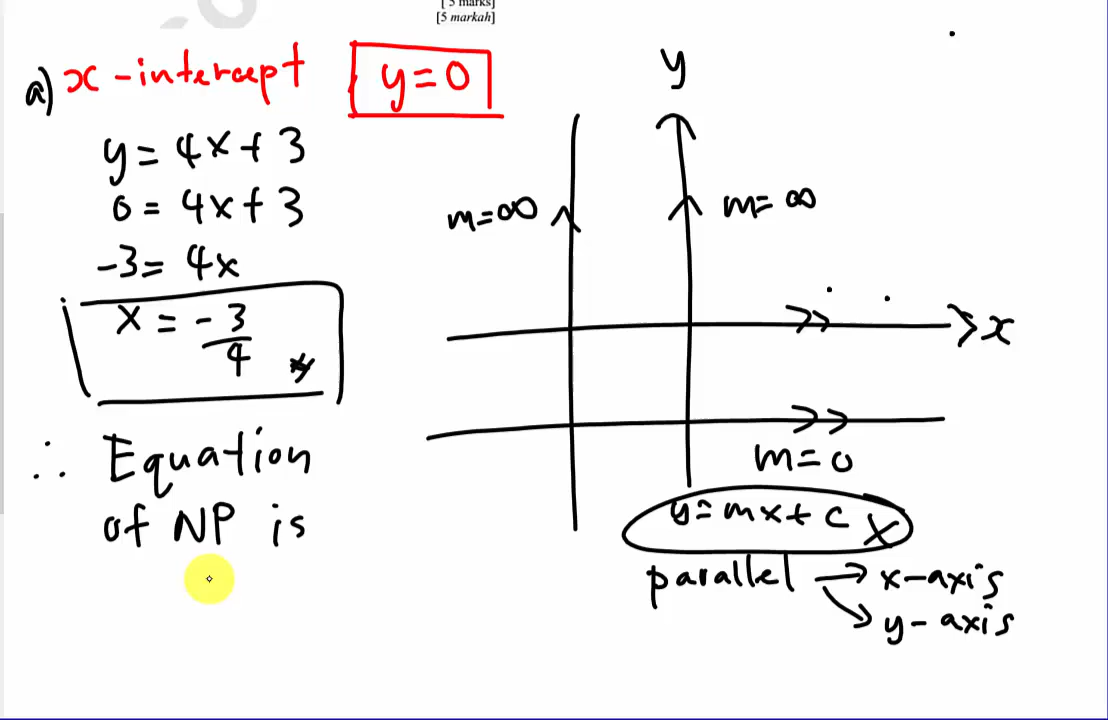 [ 5 marks]
[5 markah]
a) x-intercept y=0
y = 4x + 3
0 = 4x + 3
-3 = 4x
x = -3/4
∴ Equation
of NP is
y
m=∞
m=∞
x
m=0
y=mx+c X
parallel → x-axis
y-axis